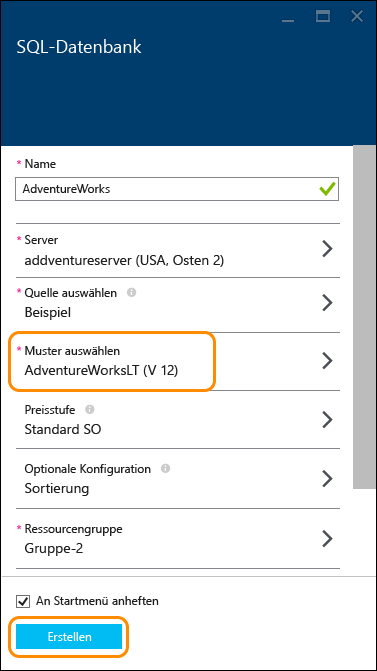 SQL-Datenbank
* Name
AdventureWorks
* Server
addventureserver (USA, Osten 2)
* Quelle auswählen
Beispiel
* Muster auswählen
AdventureWorksLT (V 12)
Preisstufe
Standard SO
Optionale Konfiguration
Sortierung
* Ressourcengruppe
Gruppe-2
An Startmenü anheften
Erstellen